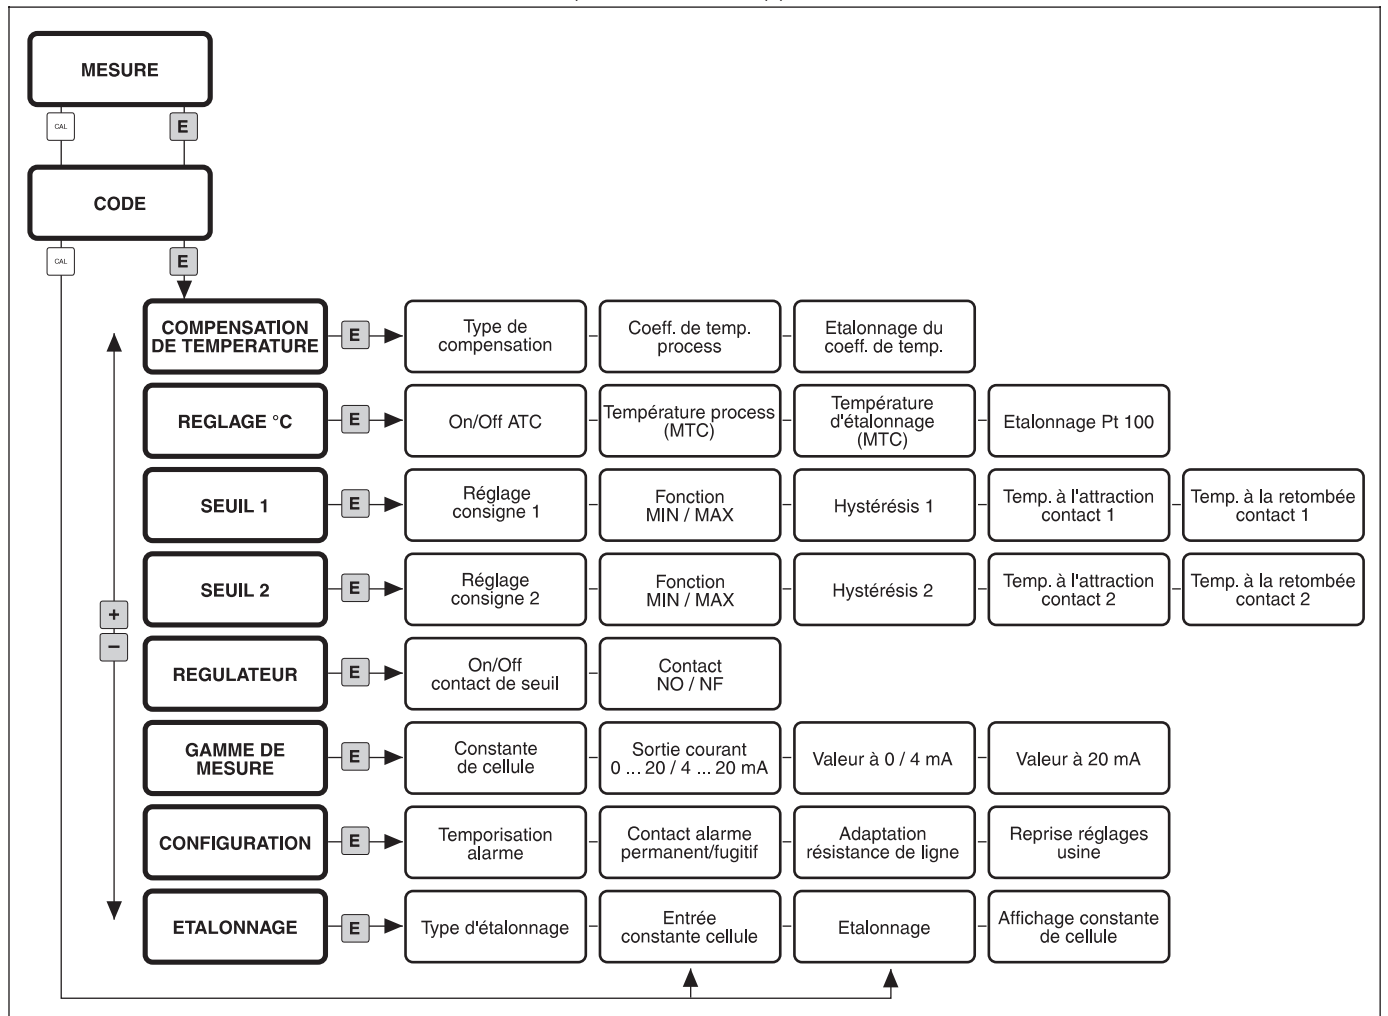 MESURE
CAL
E
CODE
CAL
E
COMPENSATION
DE TEMPERATURE
E
Type de
compensation
Coeff. de temp.
process
Etalonnage du
coeff. de temp.
REGLAGE °C
E
On/Off ATC
Température process
(MTC)
Température
d'étalonnage
(MTC)
Etalonnage Pt 100
SEUIL 1
E
Réglage
consigne 1
Fonction
MIN / MAX
Hystérésis 1
Temp. à l'attraction
contact 1
Temp. à la retombée
contact 1
SEUIL 2
E
Réglage
consigne 2
Fonction
MIN / MAX
Hystérésis 2
Temp. à l'attraction
contact 2
Temp. à la retombée
contact 2
+
–
REGULATEUR
E
On/Off
contact de seuil
Contact
NO / NF
GAMME DE
MESURE
E
Constante
de cellule
Sortie courant
0 ... 20 / 4 ... 20 mA
Valeur à 0 / 4 mA
Valeur à 20 mA
CONFIGURATION
E
Temporisation
alarme
Contact alarme
permanent/fugitif
Adaptation
résistance de ligne
Reprise réglages
usine
ETALONNAGE
E
Type d'étalonnage
Entrée
constante cellule
Etalonnage
Affichage constante
de cellule